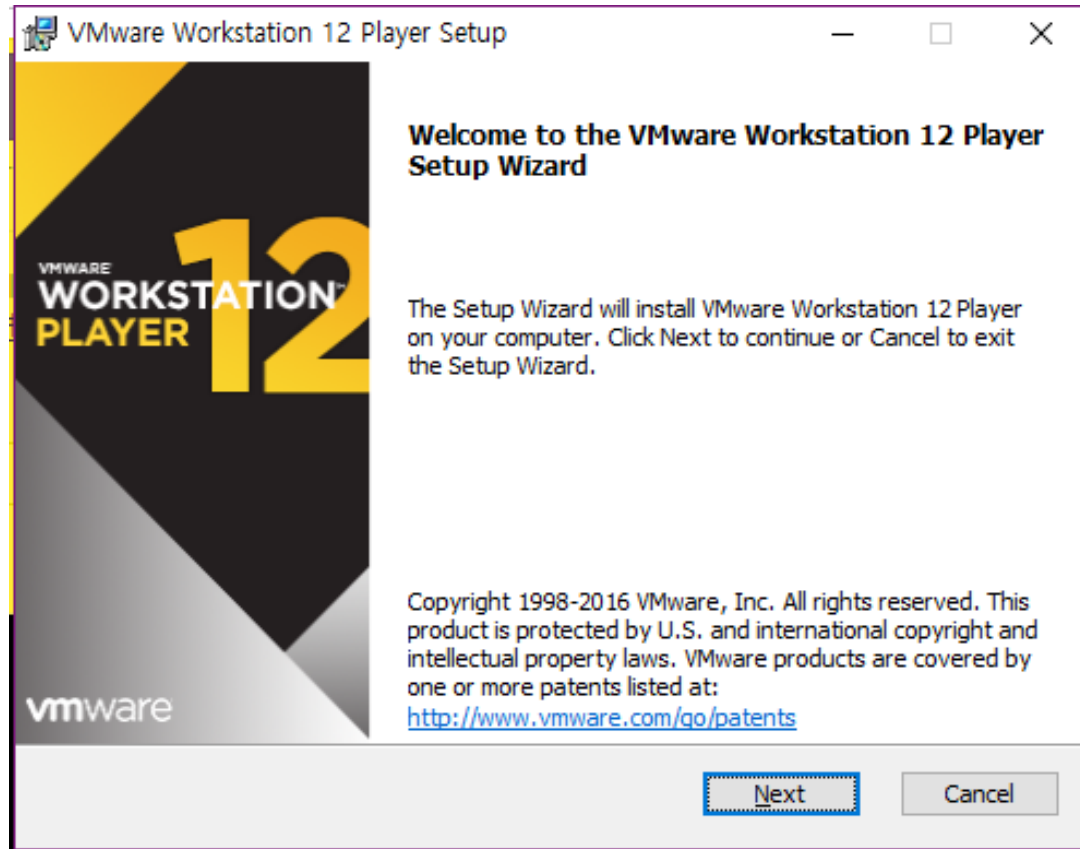 VMware Workstation 12 Player Setup
Welcome to the VMware Workstation 12 Player
Setup Wizard
12
VMWARE
WORKSTATION™
PLAYER
The Setup Wizard will install VMware Workstation 12 Player
on your computer. Click Next to continue or Cancel to exit
the Setup Wizard.
Copyright 1998-2016 VMware, Inc. All rights reserved. This
product is protected by U.S. and international copyright and
intellectual property laws. VMware products are covered by
one or more patents listed at:
http://www.vmware.com/go/patents
vmware
Next
Cancel